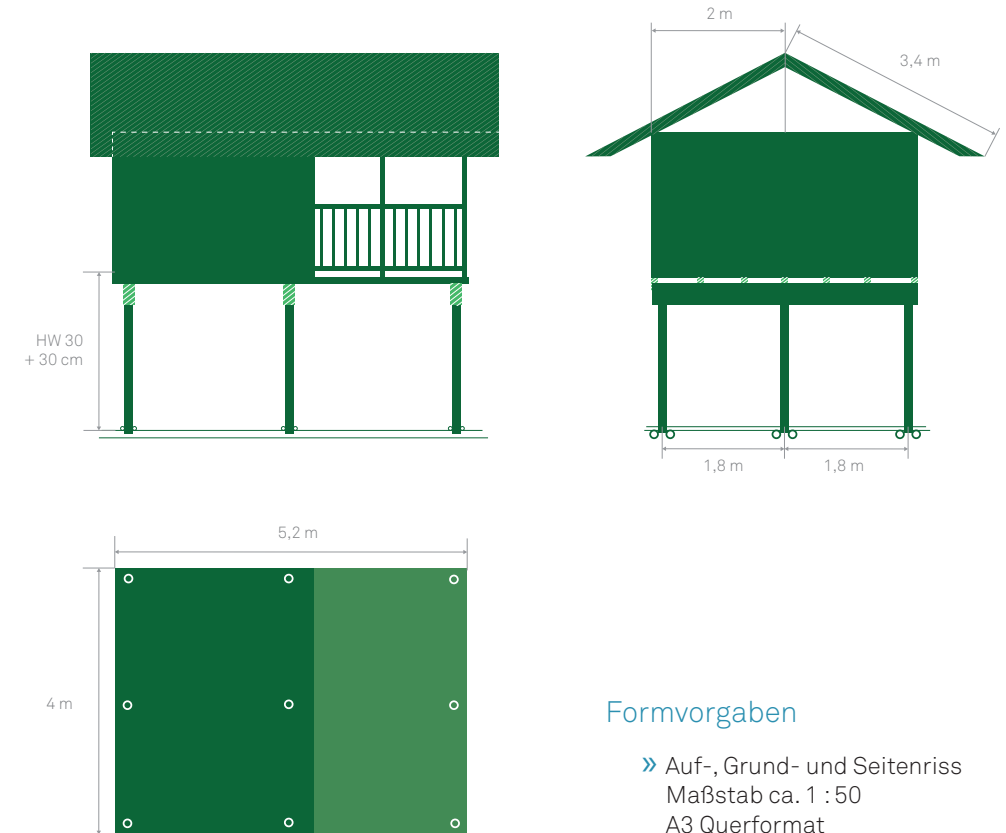 2 m
3,4 m
HW 30
+ 30 cm
1,8 m
1,8 m
5,2 m
4 m
Formvorgaben
» Auf-, Grund- und Seitenriss
Maßstab ca. 1 : 50
A3 Querformat